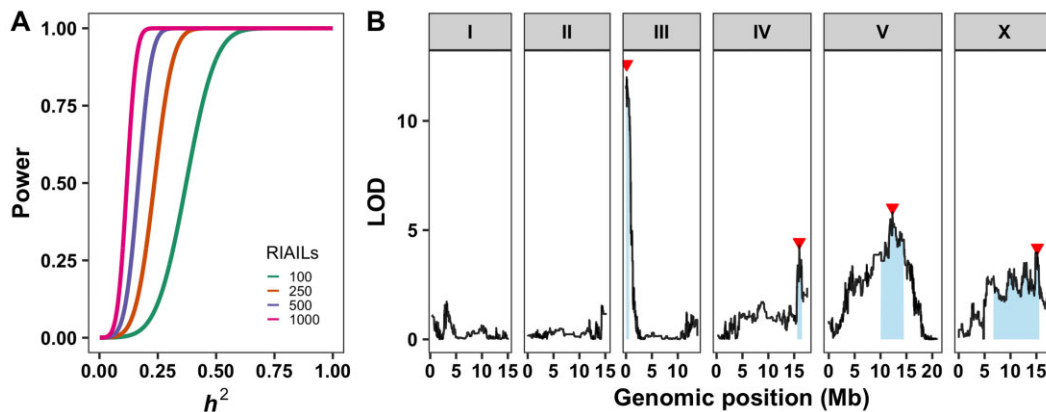 A
Power
1.00
0.75
0.50
0.25
0.00
0.00 0.25 0.50 0.75 1.00
h²
RIAILs
100
250
500
1000
B
I II III IV V X
LOD
10
5
0
0 5 10 15 0 5 10 15 0 5 10 0 5 10 15 0 5 10 15 20 0 5 10 15
Genomic position (Mb)